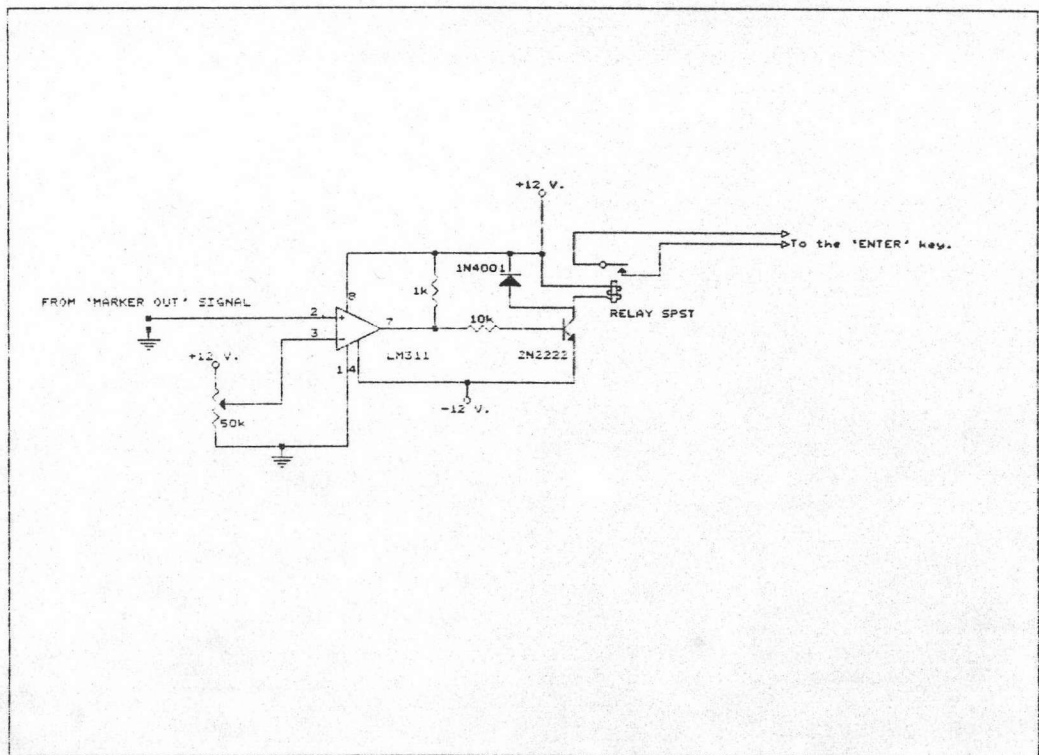 +12 V.
To the 'ENTER' key.
1N4001
8
1k
FROM 'MARKER OUT' SIGNAL
RELAY SPST
2
+
7
10k
3
-
LM311
2N2222
+12 V.
1 4
-12 V.
50k